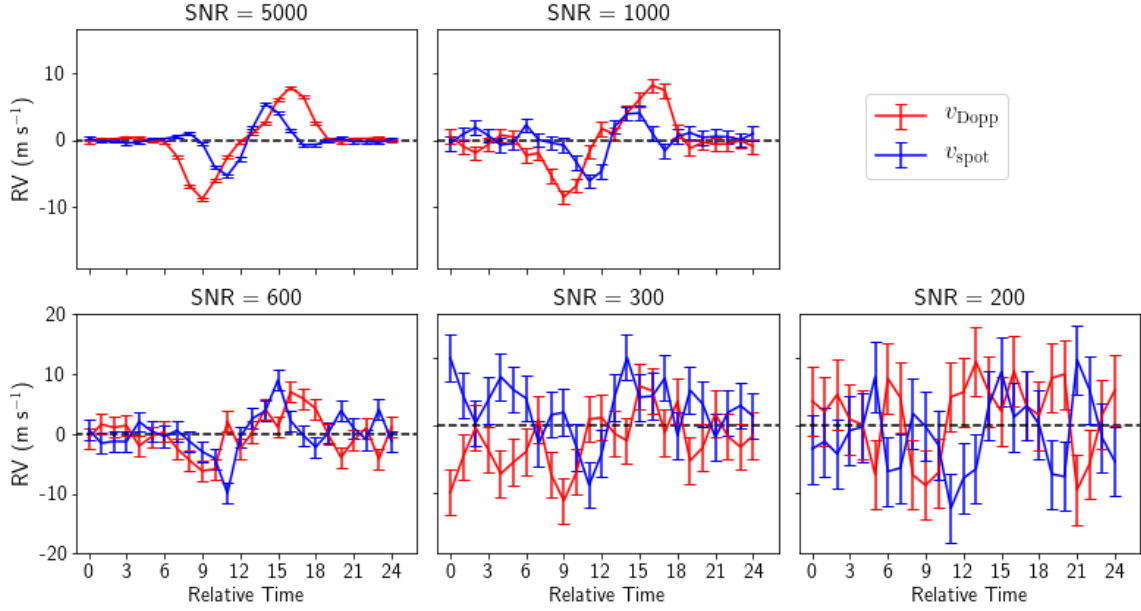 SNR = 5000
SNR = 1000
RV (m s⁻¹)
10
0
-10
v_Dopp
v_spot
SNR = 600
SNR = 300
SNR = 200
RV (m s⁻¹)
20
10
0
-10
-20
0 3 6 9 12 15 18 21 24
0 3 6 9 12 15 18 21 24
0 3 6 9 12 15 18 21 24
Relative Time
Relative Time
Relative Time